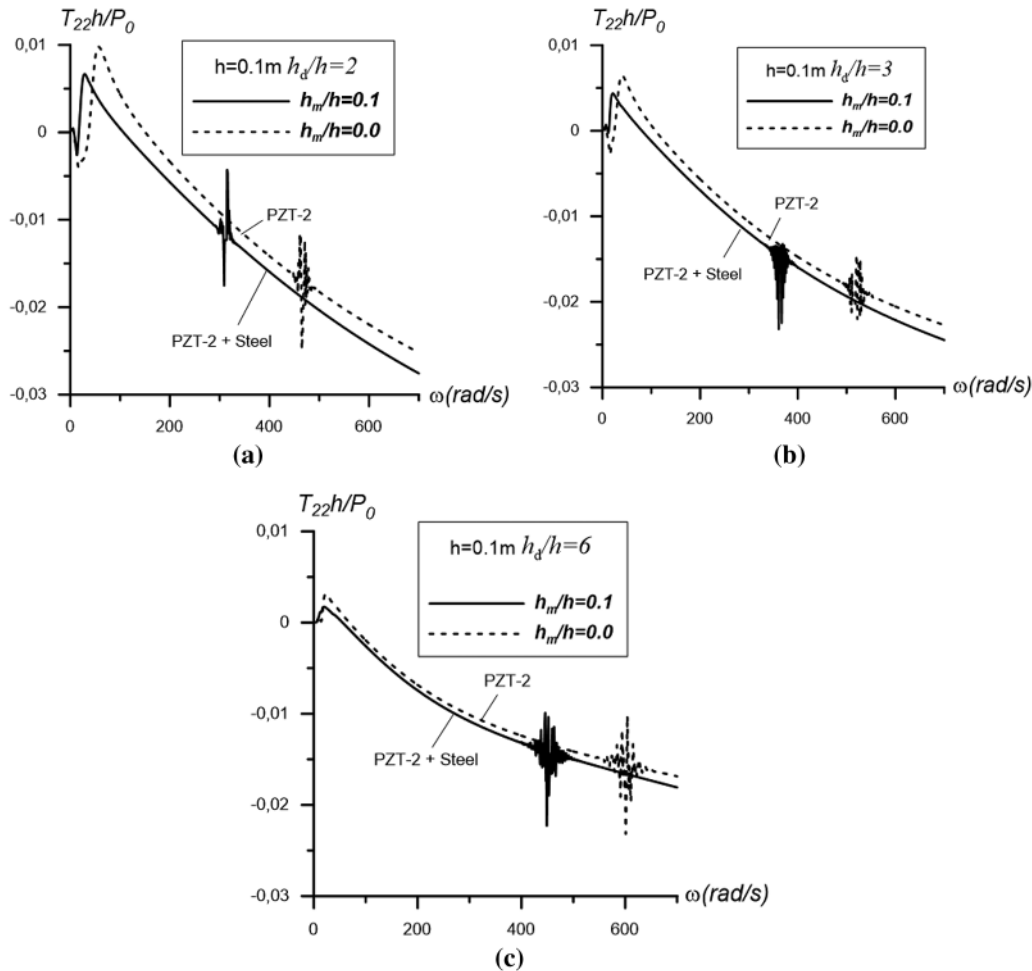 T22h/P0
0,01
0
-0,01
-0,02
-0,03
h=0.1m hd/h=2
hm/h=0.1
hm/h=0.0
PZT-2
PZT-2 + Steel
ω(rad/s)
0 200 400 600
(a)
T22h/P0
0,01
0
-0,01
-0,02
-0,03
h=0.1m hd/h=3
hm/h=0.1
hm/h=0.0
PZT-2
PZT-2 + Steel
ω(rad/s)
0 200 400 600
(b)
T22h/P0
0,01
0
-0,01
-0,02
-0,03
h=0.1m hd/h=6
hm/h=0.1
hm/h=0.0
PZT-2
PZT-2 + Steel
ω(rad/s)
0 200 400 600
(c)